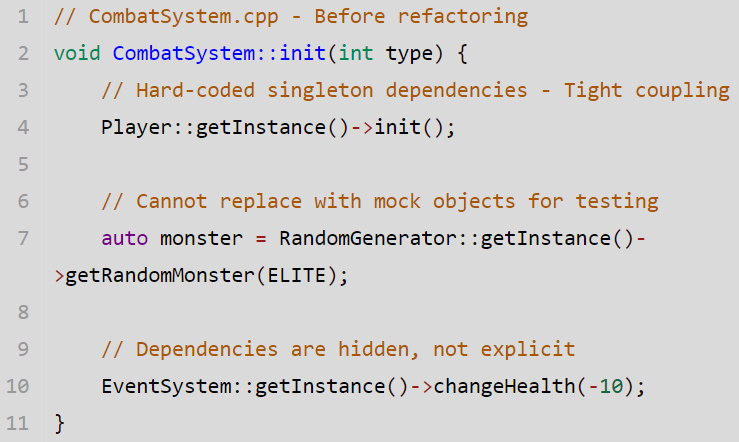 1 // CombatSystem.cpp - Before refactoring
2 void CombatSystem::init(int type) {
3     // Hard-coded singleton dependencies - Tight coupling
4     Player::getInstance()->init();
5
6     // Cannot replace with mock objects for testing
7     auto monster = RandomGenerator::getInstance()-
>getRandomMonster(ELITE);
8
9     // Dependencies are hidden, not explicit
10     EventSystem::getInstance()->changeHealth(-10);
11 }